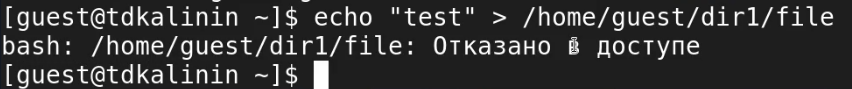 [guest@tdkalinin ~]$ echo "test" > /home/guest/dir1/file
bash: /home/guest/dir1/file: Отказано в доступе
[guest@tdkalinin ~]$